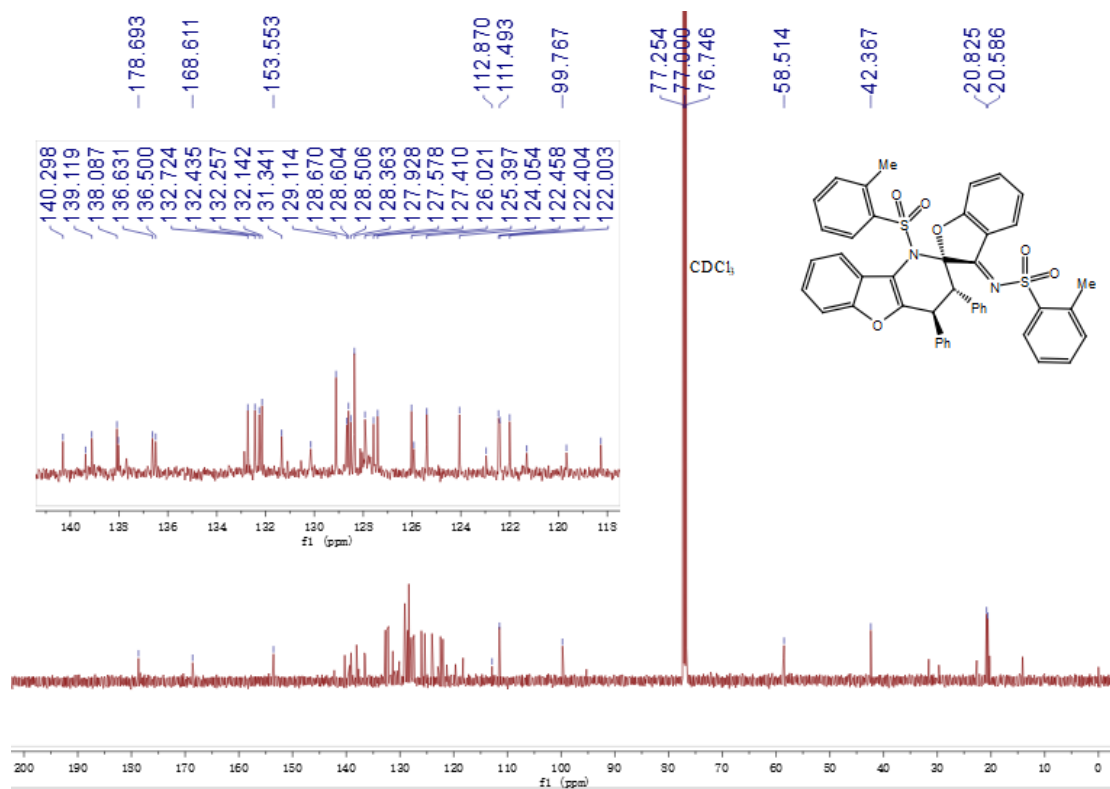 178.693
168.611
153.553
112.870
111.493
99.767
77.254
77.000
76.746
58.514
42.367
20.825
20.586
140.298
139.119
138.087
136.631
136.500
132.724
132.435
132.257
132.142
131.341
129.114
128.670
128.604
128.506
128.363
127.928
127.578
127.410
126.021
125.397
124.054
122.458
122.404
122.003
Me
O
O
S
O
N
CDCl3
O
O
S
Me
N
Ph
O
Ph
140 138 136 134 132 130 128 126 124 122 120 118
f1 (ppm)
200 190 180 170 160 150 140 130 120 110 100 90 80 70 60 50 40 30 20 10 0
f1 (ppm)